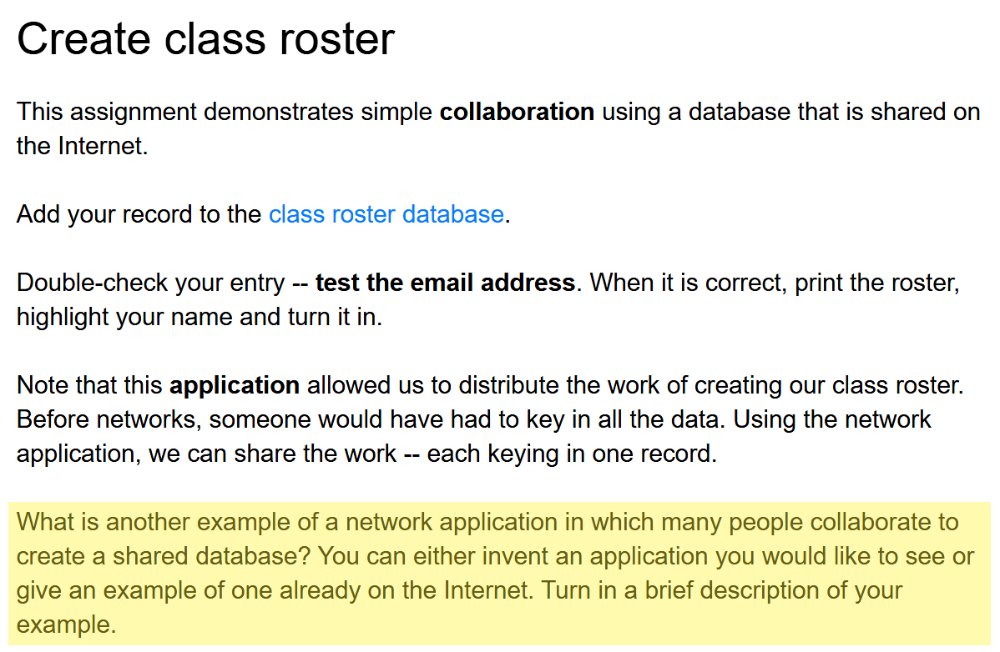 Create class roster
This assignment demonstrates simple collaboration using a database that is shared on
the Internet.
Add your record to the class roster database.
Double-check your entry -- test the email address. When it is correct, print the roster,
highlight your name and turn it in.
Note that this application allowed us to distribute the work of creating our class roster.
Before networks, someone would have had to key in all the data. Using the network
application, we can share the work -- each keying in one record.
What is another example of a network application in which many people collaborate to
create a shared database? You can either invent an application you would like to see or
give an example of one already on the Internet. Turn in a brief description of your
example.